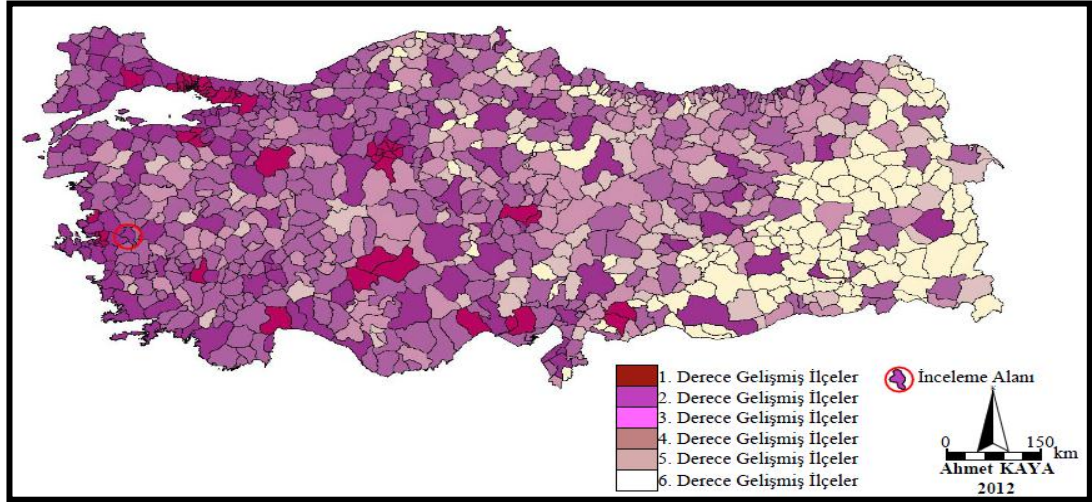 1. Derece Gelişmiş İlçeler
2. Derece Gelişmiş İlçeler
3. Derece Gelişmiş İlçeler
4. Derece Gelişmiş İlçeler
5. Derece Gelişmiş İlçeler
6. Derece Gelişmiş İlçeler
İnceleme Alanı
0 150
km
Ahmet KAYA
2012